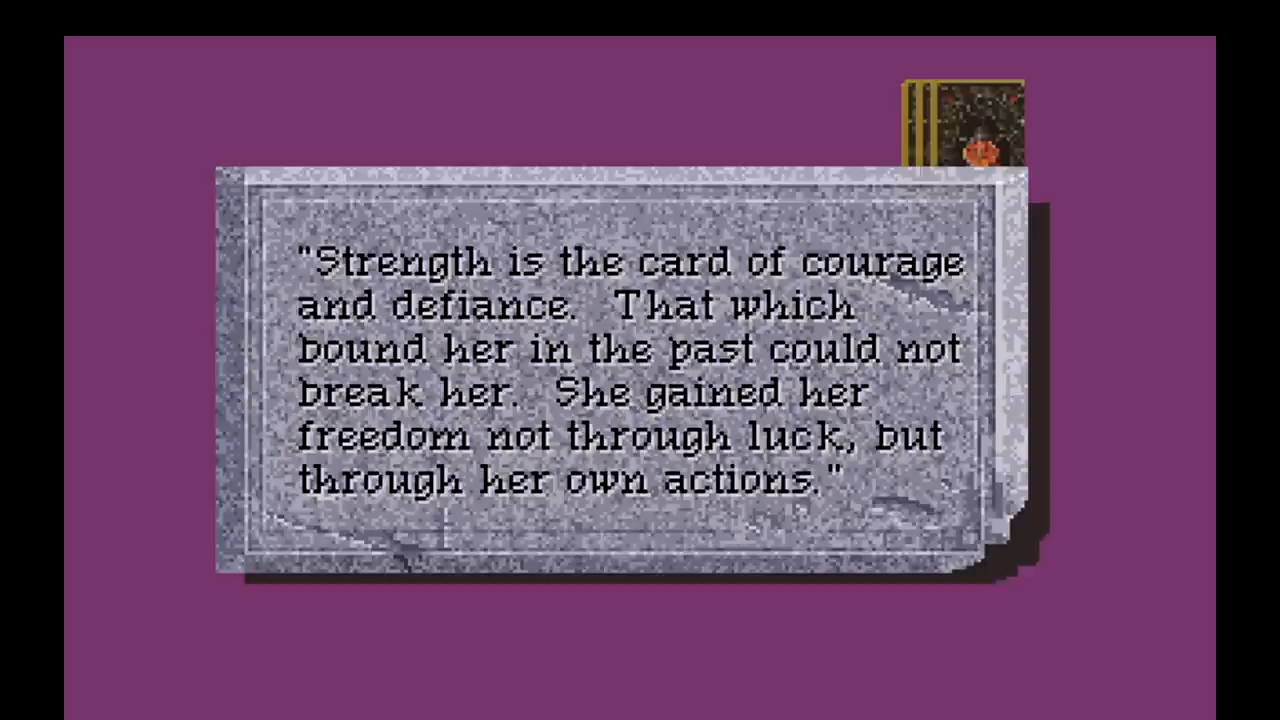 "Strength is the card of courage
and defiance.  That which
bound her in the past could not
break her.  She gained her
freedom not through luck, but
through her own actions."